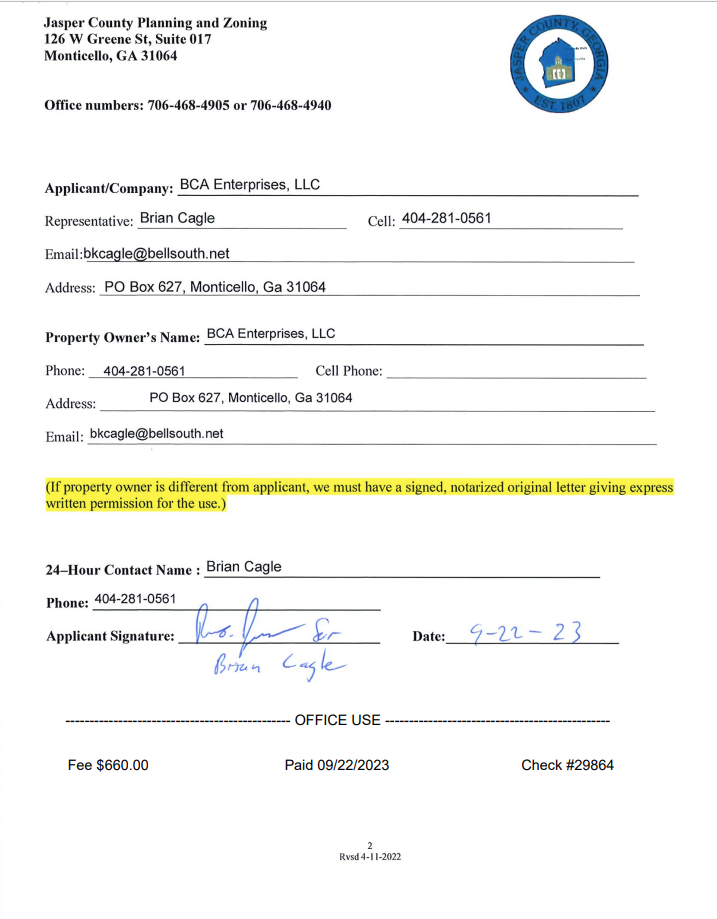 Jasper County Planning and Zoning
126 W Greene St, Suite 017
Monticello, GA 31064
JASPER COUNTY, GEORGIA
EST. 1807
Office numbers: 706-468-4905 or 706-468-4940
Applicant/Company: BCA Enterprises, LLC
Representative: Brian Cagle Cell: 404-281-0561
Email:bkcagle@bellsouth.net
Address: PO Box 627, Monticello, Ga 31064
Property Owner's Name: BCA Enterprises, LLC
Phone: 404-281-0561 Cell Phone:
Address: PO Box 627, Monticello, Ga 31064
Email: bkcagle@bellsouth.net
(If property owner is different from applicant, we must have a signed, notarized original letter giving express
written permission for the use.)
24–Hour Contact Name : Brian Cagle
Phone: 404-281-0561
Applicant Signature: for Date: 9-22-23
Brian Cagle
----------------------------------------------- OFFICE USE -----------------------------------------------
Fee $660.00 Paid 09/22/2023 Check #29864
2
Rvsd 4-11-2022